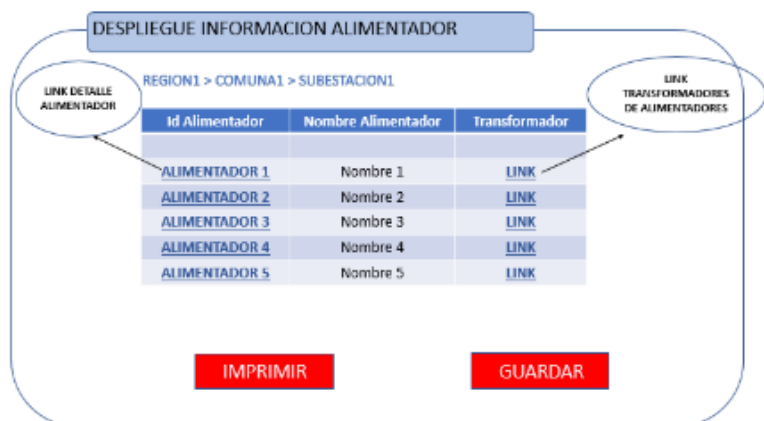 DESPLIEGUE INFORMACION ALIMENTADOR
LINK DETALLE
ALIMENTADOR
REGION1 > COMUNA1 > SUBESTACION1
LINK
TRANSFORMADORES
DE ALIMENTADORES
Id Alimentador Nombre Alimentador Transformador
ALIMENTADOR 1 Nombre 1 LINK
ALIMENTADOR 2 Nombre 2 LINK
ALIMENTADOR 3 Nombre 3 LINK
ALIMENTADOR 4 Nombre 4 LINK
ALIMENTADOR 5 Nombre 5 LINK
IMPRIMIR GUARDAR